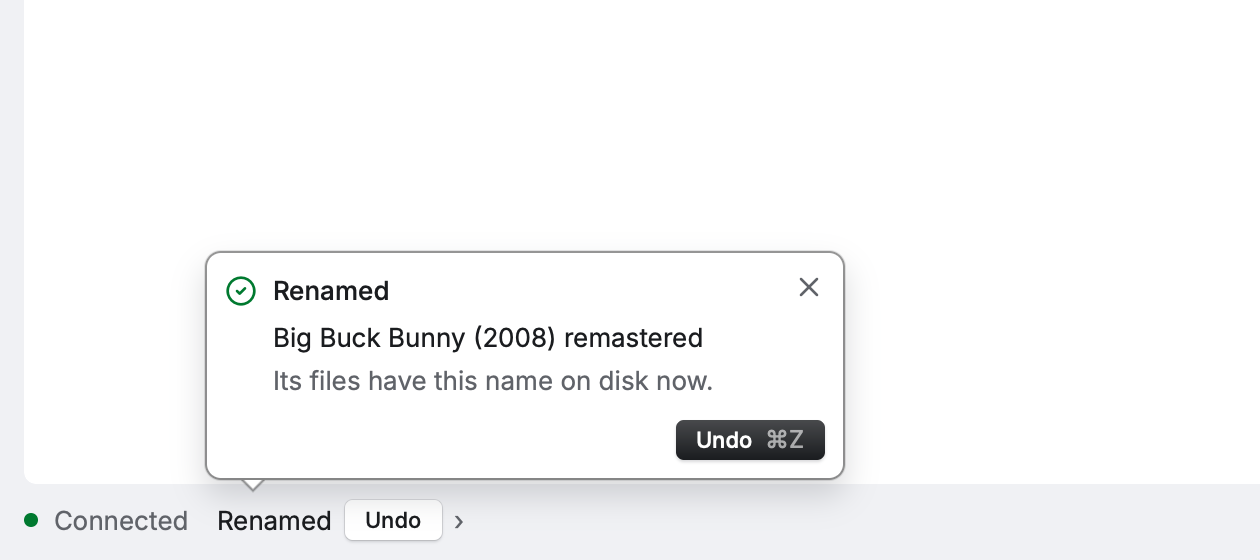 Renamed
Big Buck Bunny (2008) remastered
Its files have this name on disk now.
Undo ⌘Z
Connected Renamed Undo ›